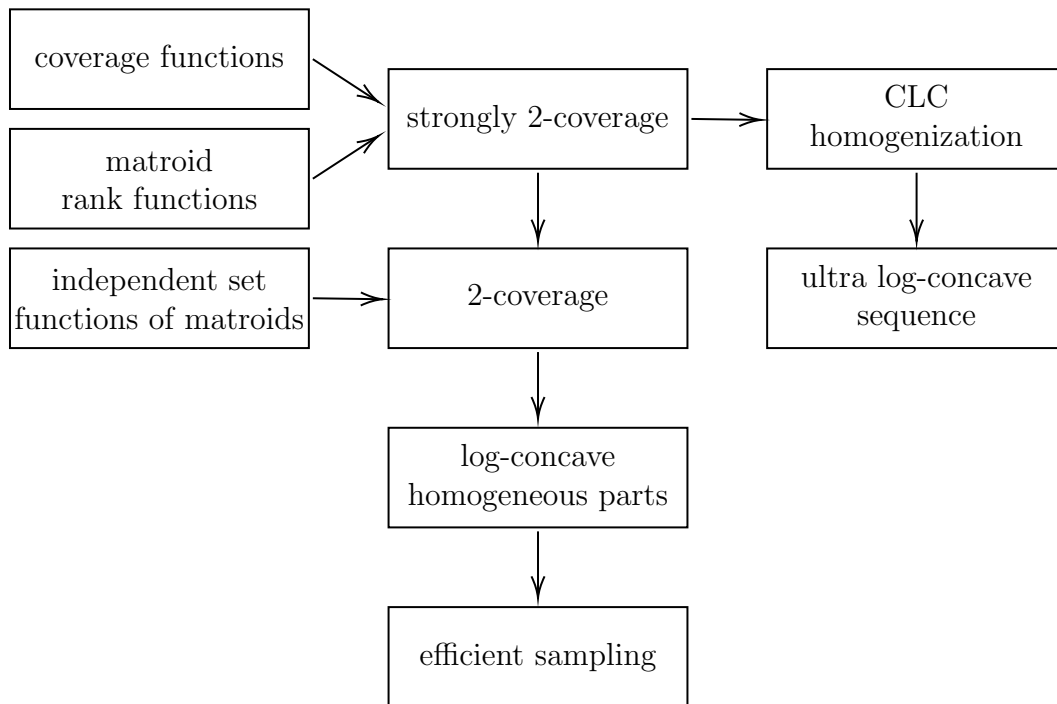 coverage functions
matroid
rank functions
strongly 2-coverage
CLC
homogenization
independent set
functions of matroids
2-coverage
ultra log-concave
sequence
log-concave
homogeneous parts
efficient sampling